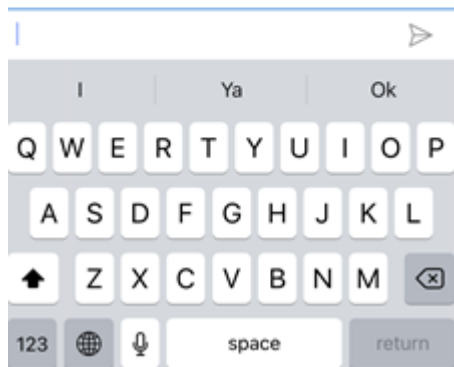 I Ya Ok
Q W E R T Y U I O P
A S D F G H J K L
Z X C V B N M
123 space return